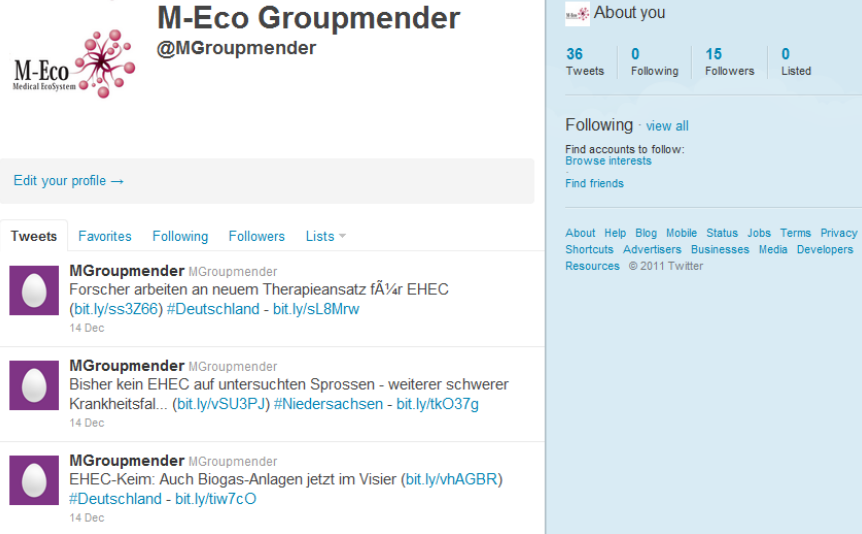 M-Eco
Medical EcoSystem
M-Eco Groupmender
@MGroupmender
Edit your profile →
Tweets Favorites Following Followers Lists
MGroupmender MGroupmender
Forscher arbeiten an neuem Therapieansatz fÃ¼r EHEC
(bit.ly/ss3Z66) #Deutschland - bit.ly/sL8Mrw
14 Dec
MGroupmender MGroupmender
Bisher kein EHEC auf untersuchten Sprossen - weiterer schwerer
Krankheitsfal... (bit.ly/vSU3PJ) #Niedersachsen - bit.ly/tkO37g
14 Dec
MGroupmender MGroupmender
EHEC-Keim: Auch Biogas-Anlagen jetzt im Visier (bit.ly/vhAGBR)
#Deutschland - bit.ly/tiw7cO
14 Dec
M-Eco About you
36 0 15 0
Tweets Following Followers Listed
Following · view all
Find accounts to follow:
Browse interests
·
Find friends
About Help Blog Mobile Status Jobs Terms Privacy
Shortcuts Advertisers Businesses Media Developers
Resources © 2011 Twitter